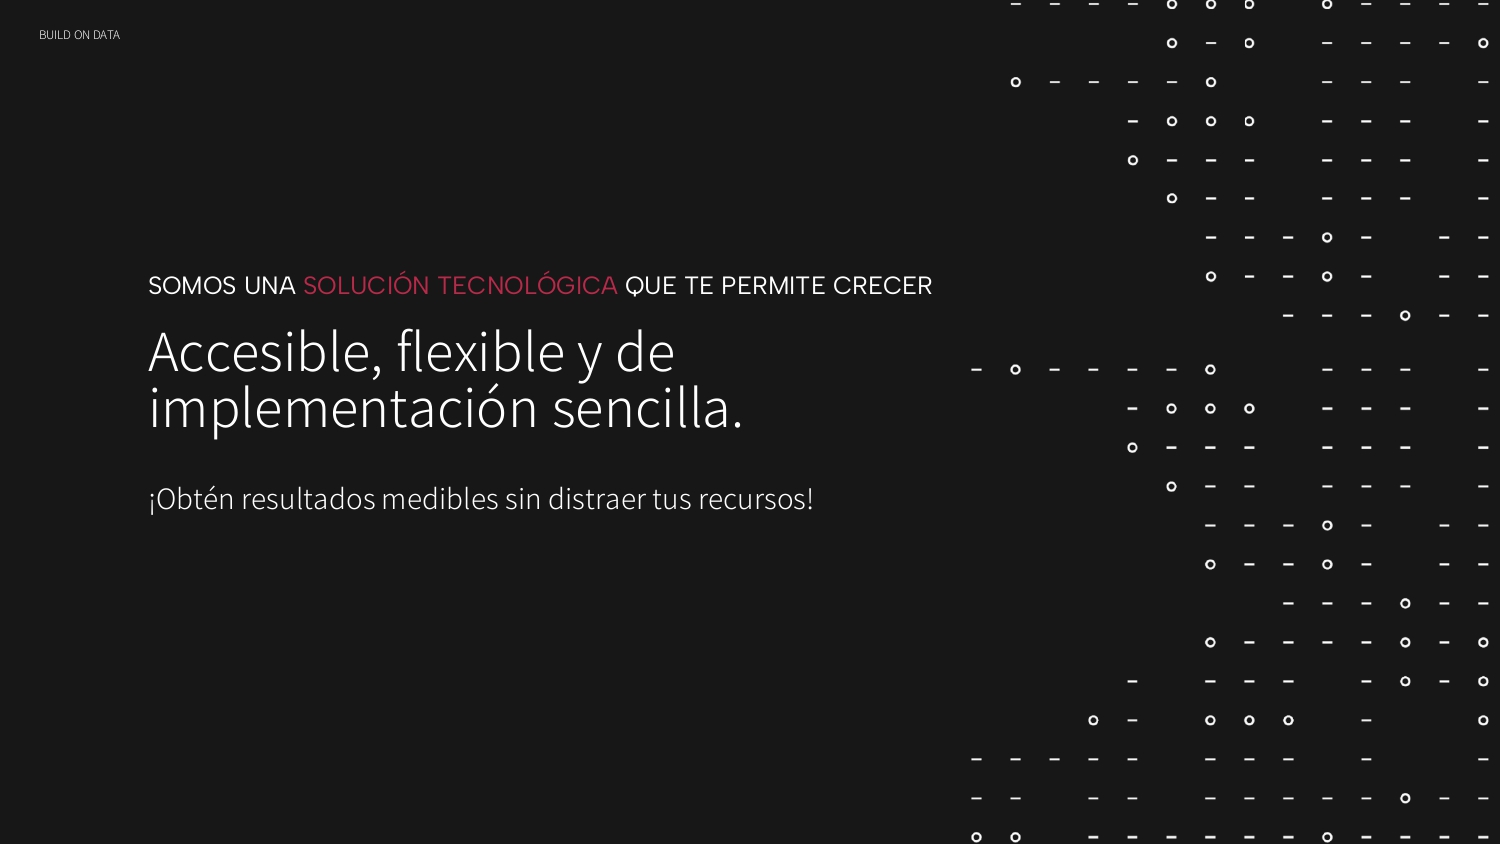 BUILD ON DATA
SOMOS UNA SOLUCIÓN TECNOLÓGICA QUE TE PERMITE CRECER
Accesible, flexible y de
implementación sencilla.
¡Obtén resultados medibles sin distraer tus recursos!